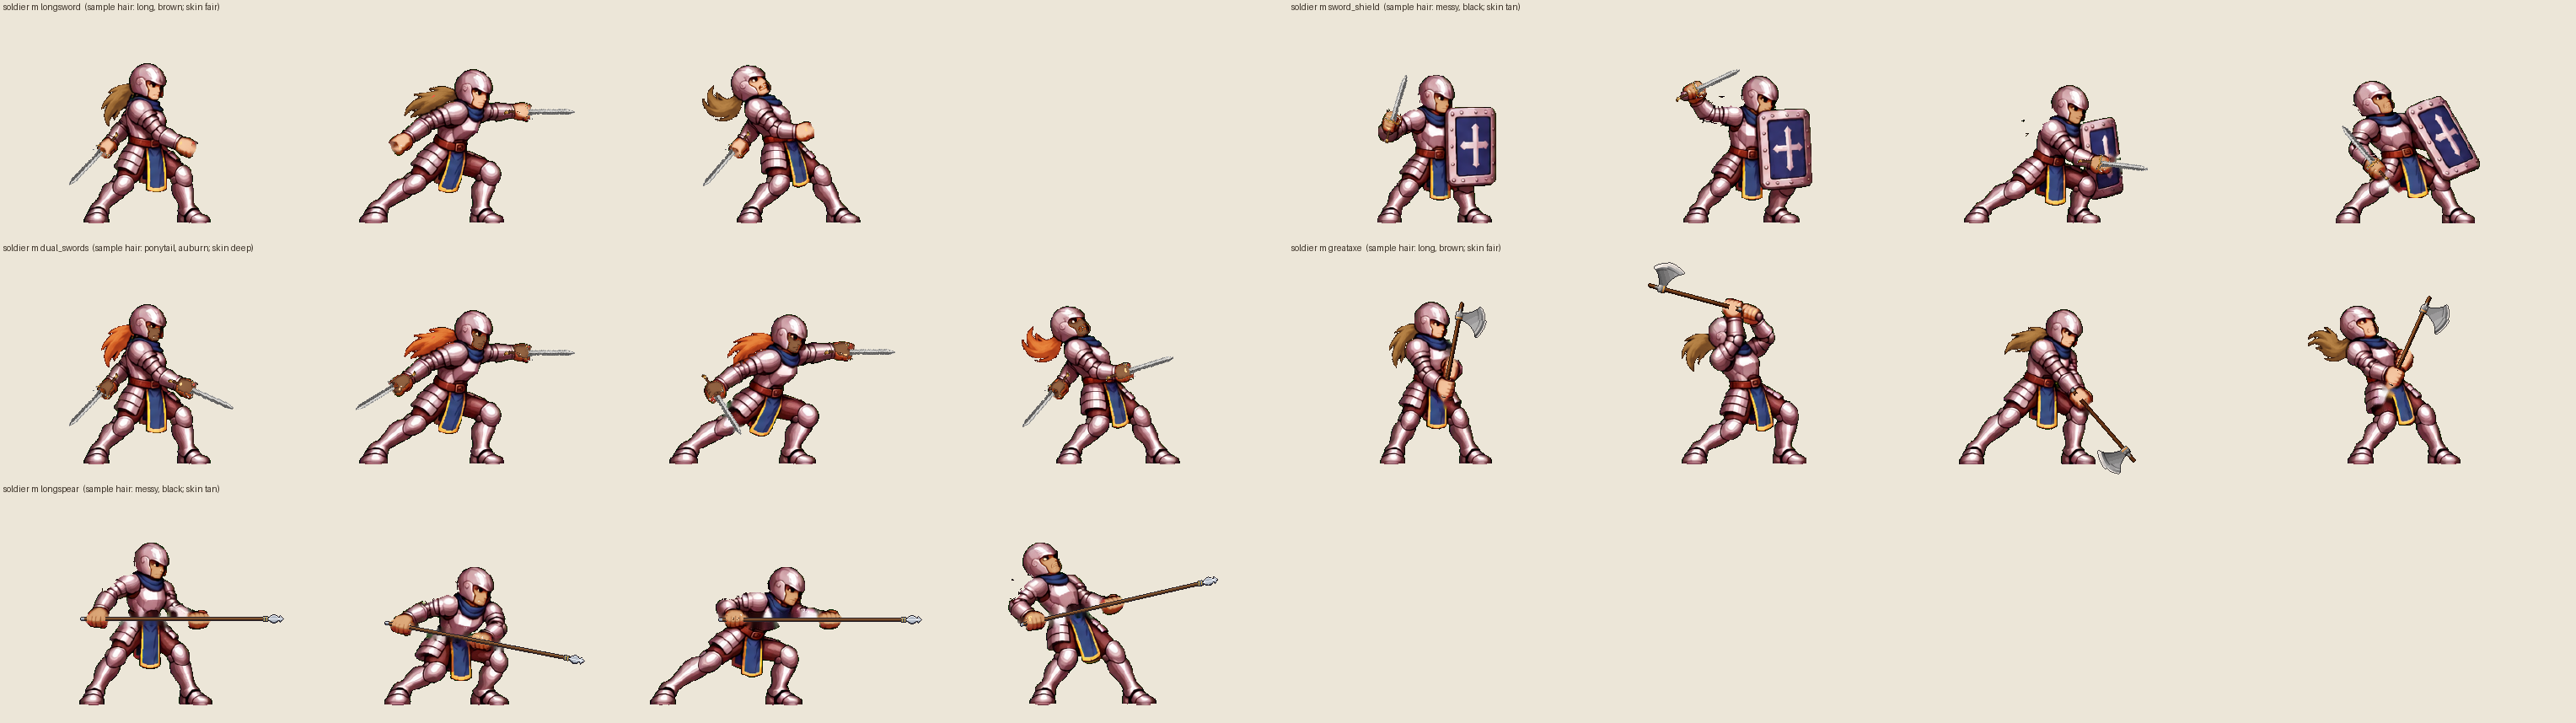 soldier m longsword (sample hair: long, brown; skin fair)
soldier m sword_shield (sample hair: messy, black; skin tan)
soldier m dual_swords (sample hair: ponytail, auburn; skin deep)
soldier m greataxe (sample hair: long, brown; skin fair)
soldier m longspear (sample hair: messy, black; skin tan)